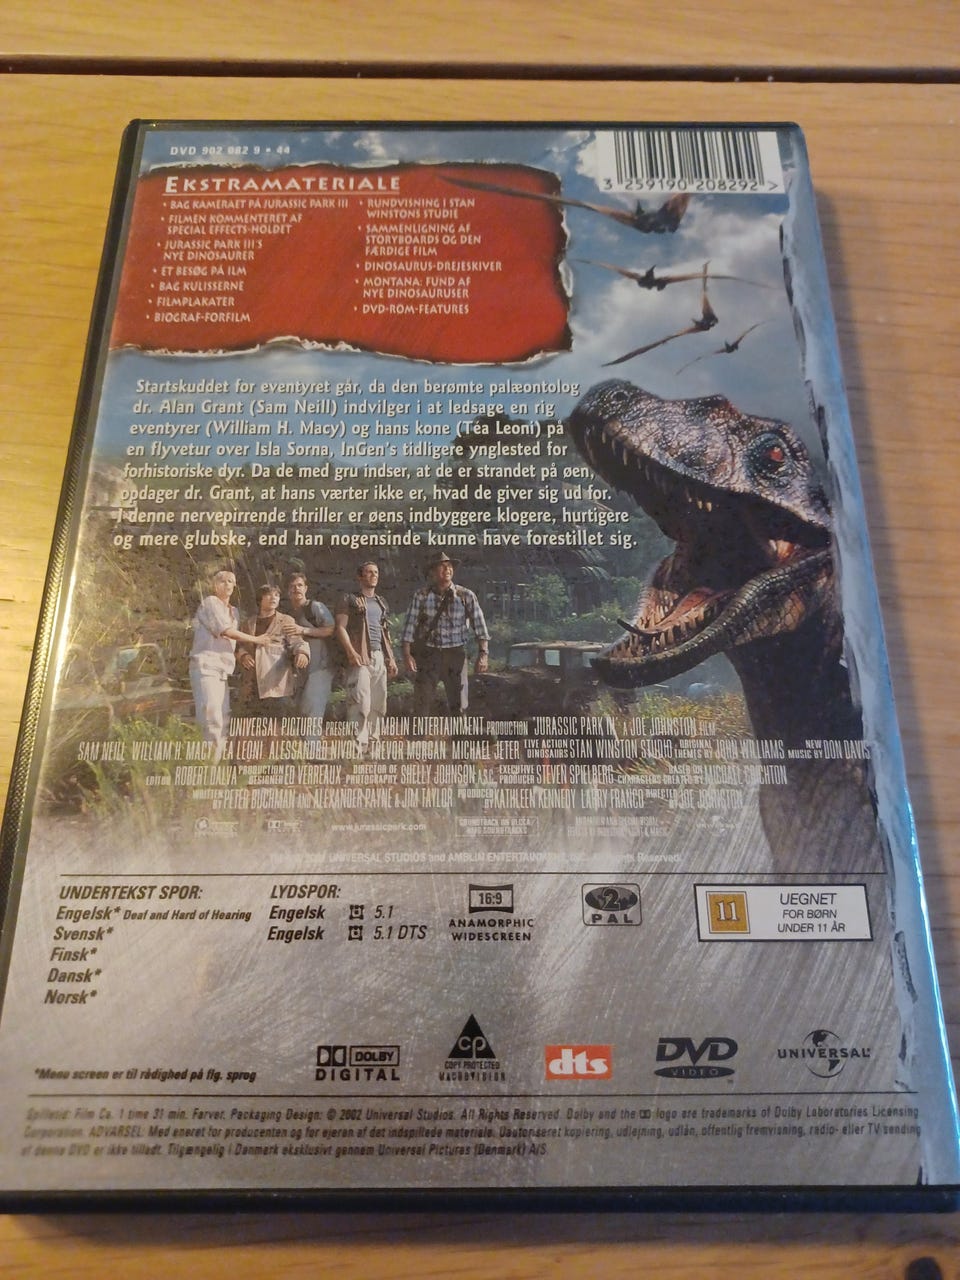 DVD 902 082 9 • 44
3 259190 208292 >
EKSTRAMATERIALE
• BAG KAMERAET PÅ JURASSIC PARK III
• FILMEN KOMMENTERET AF
SPECIAL EFFECTS-HOLDET
• JURASSIC PARK III'S
NYE DINOSAURER
• ET BESØG PÅ ILM
• BAG KULISSERNE
• FILMPLAKATER
• BIOGRAF-FORFILM
• RUNDVISNING I STAN
WINSTONS STUDIE
• SAMMENLIGNING AF
STORYBOARDS OG DEN
FÆRDIGE FILM
• DINOSAURUS-DREJESKIVER
• MONTANA: FUND AF
NYE DINOSAURUSER
• DVD-ROM-FEATURES
Startskuddet for eventyret går, da den berømte palæontolog
dr. Alan Grant (Sam Neill) indvilger i at ledsage en rig
eventyrer (William H. Macy) og hans kone (Téa Leoni) på
en flyvetur over Isla Sorna, InGen's tidligere ynglested for
forhistoriske dyr. Da de med gru indser, at de er strandet på øen,
opdager dr. Grant, at hans værter ikke er, hvad de giver sig ud for.
I denne nervepirrende thriller er øens indbyggere klogere, hurtigere
og mere glubske, end han nogensinde kunne have forestillet sig.
UNIVERSAL PICTURES PRESENTS AN AMBLIN ENTERTAINMENT PRODUCTION "JURASSIC PARK III" A JOE JOHNSTON FILM
SAM NEILL WILLIAM H. MACY TEA LEONI ALESSANDRO NIVOLA TREVOR MORGAN MICHAEL JETER LIVE ACTION DINOSAURS STAN WINSTON STUDIO ORIGINAL THEMES BY JOHN WILLIAMS NEW MUSIC BY DON DAVIS
EDITOR ROBERT DALVA PRODUCTION DESIGNER ED VERREAUX DIRECTOR OF PHOTOGRAPHY SHELLY JOHNSON A.S.C. EXECUTIVE PRODUCER STEVEN SPIELBERG BASED ON CHARACTERS CREATED BY MICHAEL CRICHTON
WRITTEN BY PETER BUCHMAN AND ALEXANDER PAYNE & JIM TAYLOR PRODUCED BY KATHLEEN KENNEDY LARRY FRANCO DIRECTED BY JOE JOHNSTON
www.jurassicpark.com
SOUNDTRACK ON DECCA
UNIVERSAL STUDIOS and AMBLIN ENTERTAINMENT, INC. All Rights Reserved.
UNDERTEKST SPOR:
Engelsk* Deaf and Hard of Hearing
Svensk*
Finsk*
Dansk*
Norsk*
LYDSPOR:
Engelsk 5.1
Engelsk 5.1 DTS
16:9
ANAMORPHIC
WIDESCREEN
2
PAL
11
UEGNET
FOR BØRN
UNDER 11 ÅR
*Menu screen er til rådighed på flg. sprog
DOLBY
DIGITAL
CP
COPY PROTECTED
MACROVISION
dts
DVD
VIDEO
UNIVERSAL
Spilletid: Film Ca. 1 time 31 min. Farver. Packaging Design: © 2002 Universal Studios. All Rights Reserved. Dolby and the logo are trademarks of Dolby Laboratories Licensing
Corporation. ADVARSEL. Med eneret for producenten og for ejeren af det indspillede materiale. Uautoriseret kopiering, udlejning, udlån, offentlig fremvisning, radio- eller TV sending
af denne DVD er ikke tilladt. Tilgængelig i Danmark eksklusivt gennem Universal Pictures (Denmark) A/S